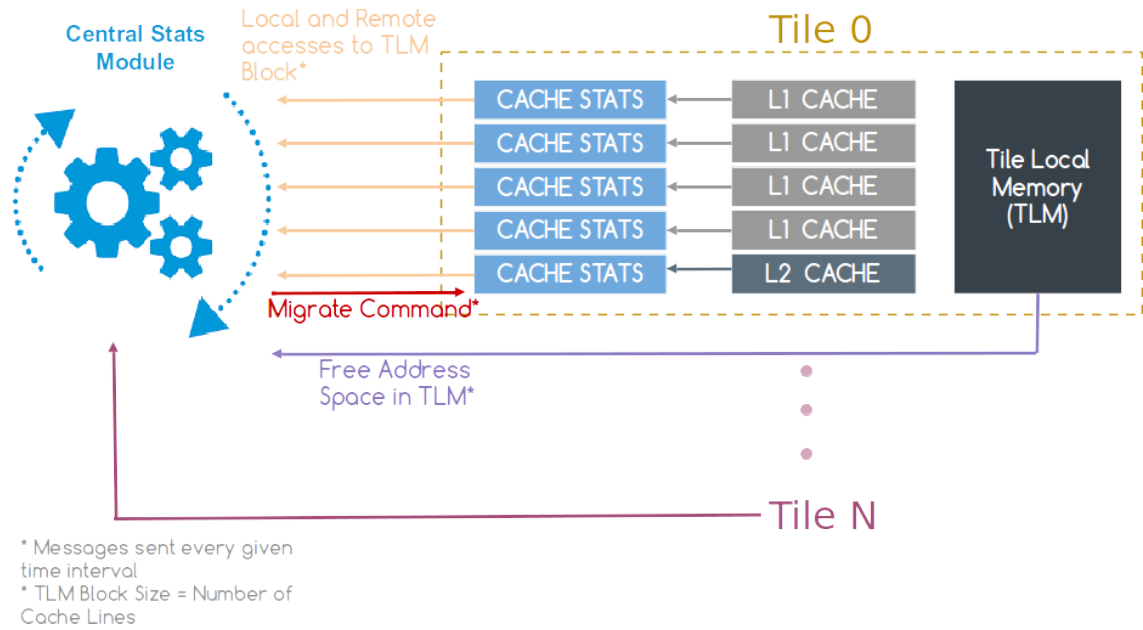 Central Stats
Module
Local and Remote
accesses to TLM
Block*
Tile 0
CACHE STATS
L1 CACHE
CACHE STATS
L1 CACHE
CACHE STATS
L1 CACHE
CACHE STATS
L1 CACHE
CACHE STATS
L2 CACHE
Tile Local
Memory
(TLM)
Migrate Command*
Free Address
Space in TLM*
Tile N
* Messages sent every given
time interval
* TLM Block Size = Number of
Cache Lines